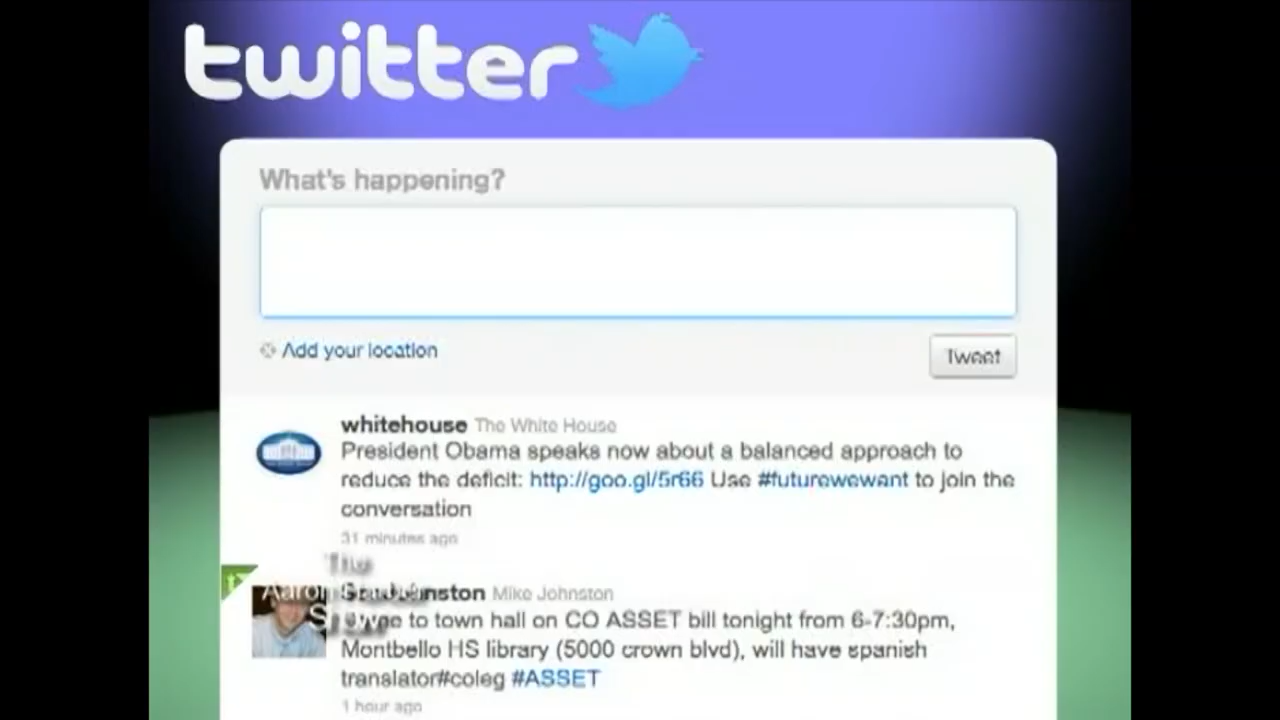 twitter
What's happening?
Add your location
Tweet
whitehouse The White House
President Obama speaks now about a balanced approach to
reduce the deficit: http://goo.gl/5r66 Use #futurewewant to join the
conversation
31 minutes ago
The
Mike Johnston
to town hall on CO ASSET bill tonight from 6-7:30pm,
Montbello HS library (5000 crown blvd), will have spanish
translator#coleg #ASSET
1 hour ago